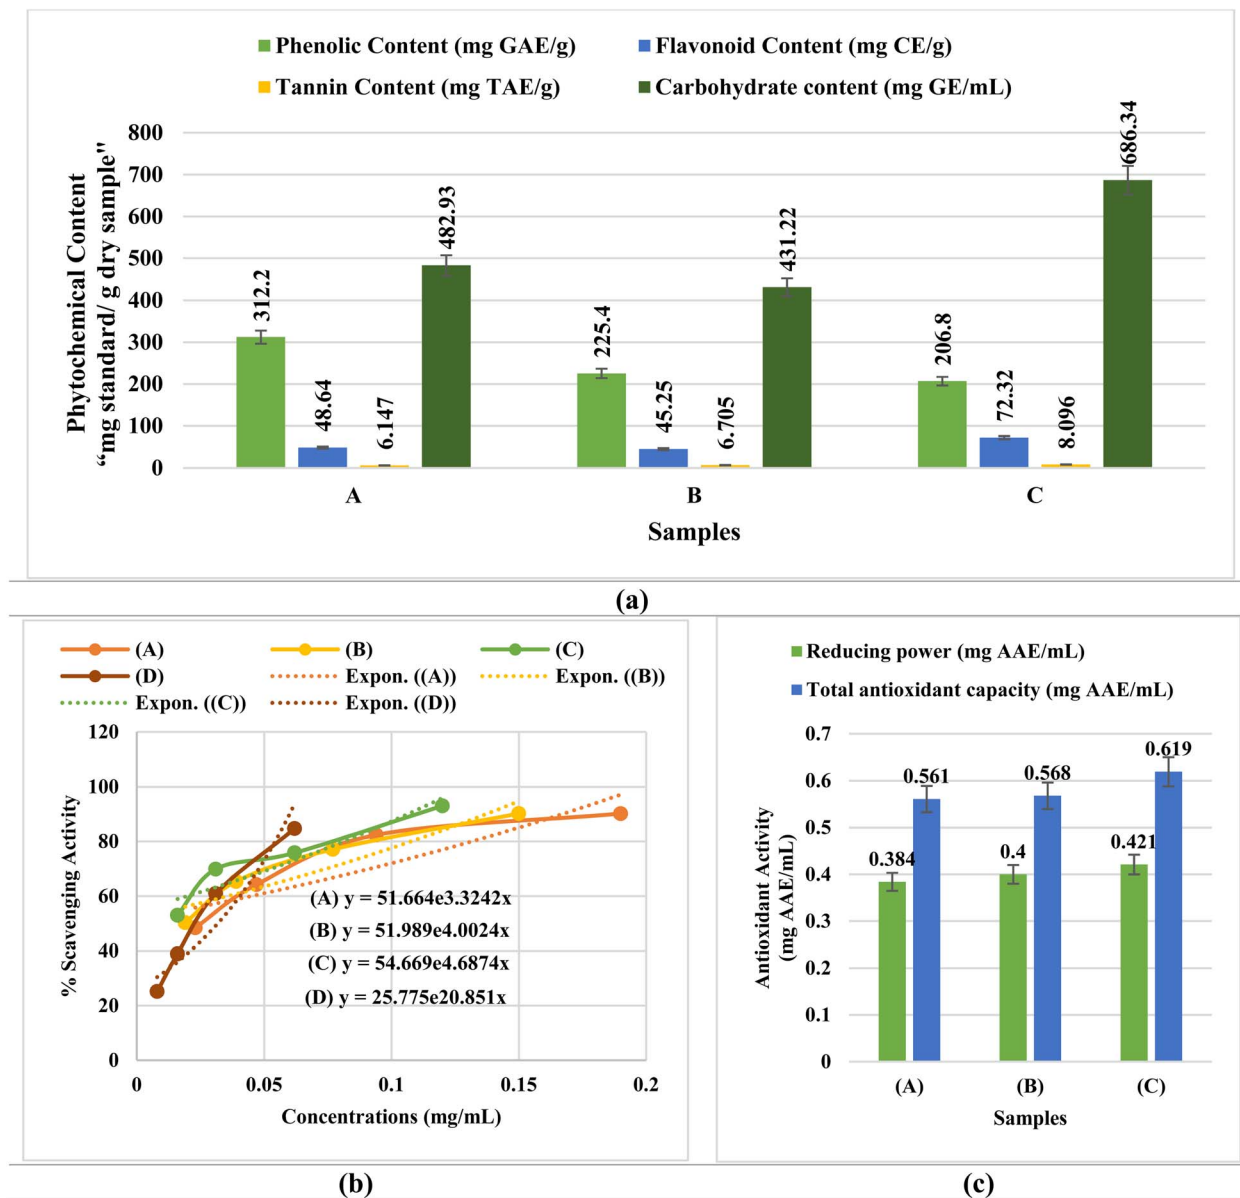 Phenolic Content (mg GAE/g) Flavonoid Content (mg CE/g)
Tannin Content (mg TAE/g) Carbohydrate content (mg GE/mL)
Phytochemical Content
“mg standard/ g dry sample"
800
700
600
500
400
300
200
100
0
312.2 48.64 6.147 482.93
225.4 45.25 6.705 431.22
206.8 72.32 8.096 686.34
A B C
Samples
(a)
(A) (B) (C)
(D) Expon. ((A)) Expon. ((B))
Expon. ((C)) Expon. ((D))
% Scavenging Activity
120
100
80
60
40
20
0
(A) y = 51.664e3.3242x
(B) y = 51.989e4.0024x
(C) y = 54.669e4.6874x
(D) y = 25.775e20.851x
0 0.05 0.1 0.15 0.2
Concentrations (mg/mL)
(b)
Reducing power (mg AAE/mL)
Total antioxidant capacity (mg AAE/mL)
Antioxidant Activity
(mg AAE/mL)
0.7
0.6
0.5
0.4
0.3
0.2
0.1
0
0.384 0.561
0.4 0.568
0.421 0.619
(A) (B) (C)
Samples
(c)